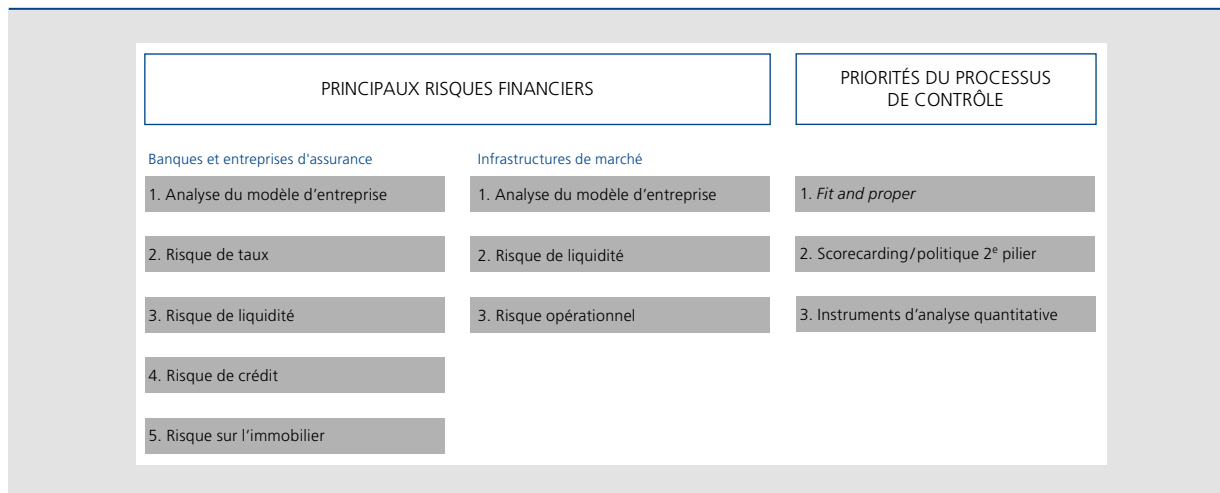 PRINCIPAUX RISQUES FINANCIERS
PRIORITÉS DU PROCESSUS
DE CONTRÔLE
Banques et entreprises d'assurance
1. Analyse du modèle d’entreprise
2. Risque de taux
3. Risque de liquidité
4. Risque de crédit
5. Risque sur l’immobilier
Infrastructures de marché
1. Analyse du modèle d’entreprise
2. Risque de liquidité
3. Risque opérationnel
1. Fit and proper
2. Scorecarding/politique 2e pilier
3. Instruments d’analyse quantitative